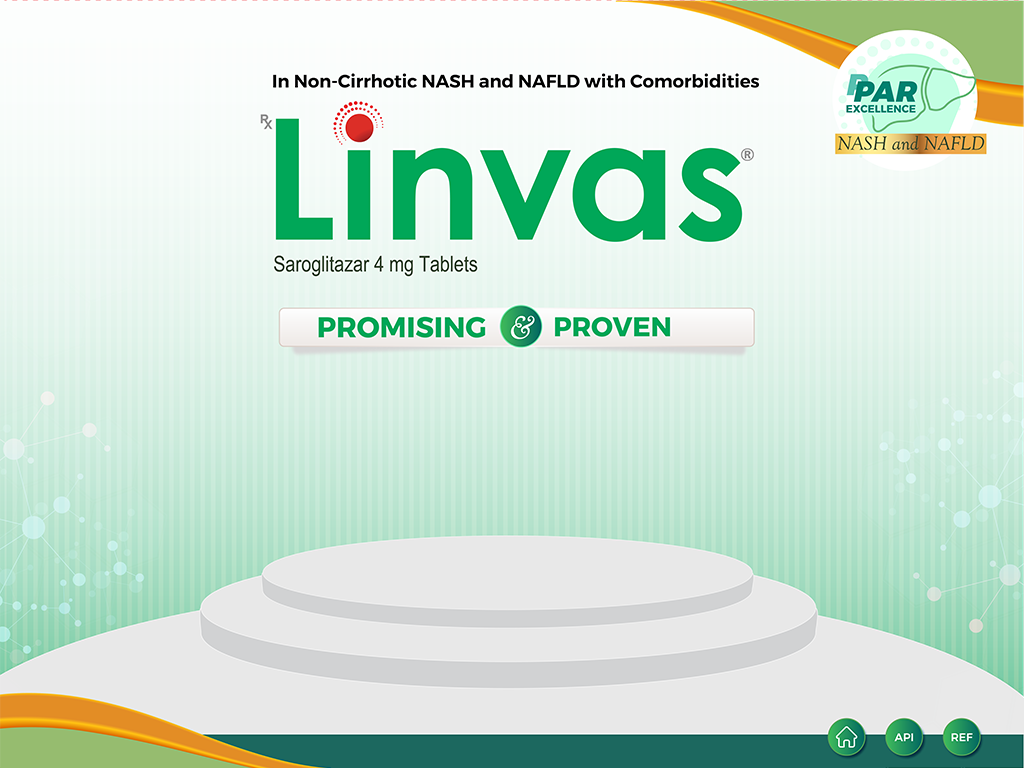 In Non-Cirrhotic NASH and NAFLD with Comorbidities
Rx Linvas®
Saroglitazar 4 mg Tablets
PROMISING & PROVEN
PAR
EXCELLENCE
NASH and NAFLD
API
REF